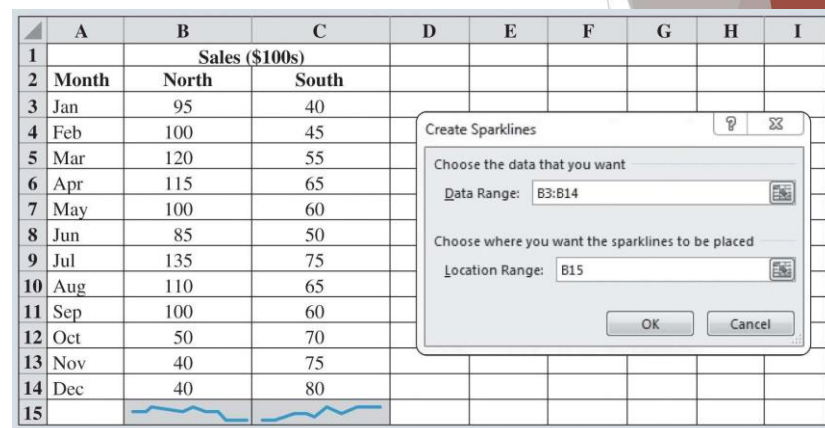 A B C D E F G H I
1 Sales ($100s)
2 Month North South
3 Jan 95 40
4 Feb 100 45
5 Mar 120 55
6 Apr 115 65
7 May 100 60
8 Jun 85 50
9 Jul 135 75
10 Aug 110 65
11 Sep 100 60
12 Oct 50 70
13 Nov 40 75
14 Dec 40 80
15
Create Sparklines ?
Choose the data that you want
Data Range: B3:B14
Choose where you want the sparklines to be placed
Location Range: B15
OK Cancel